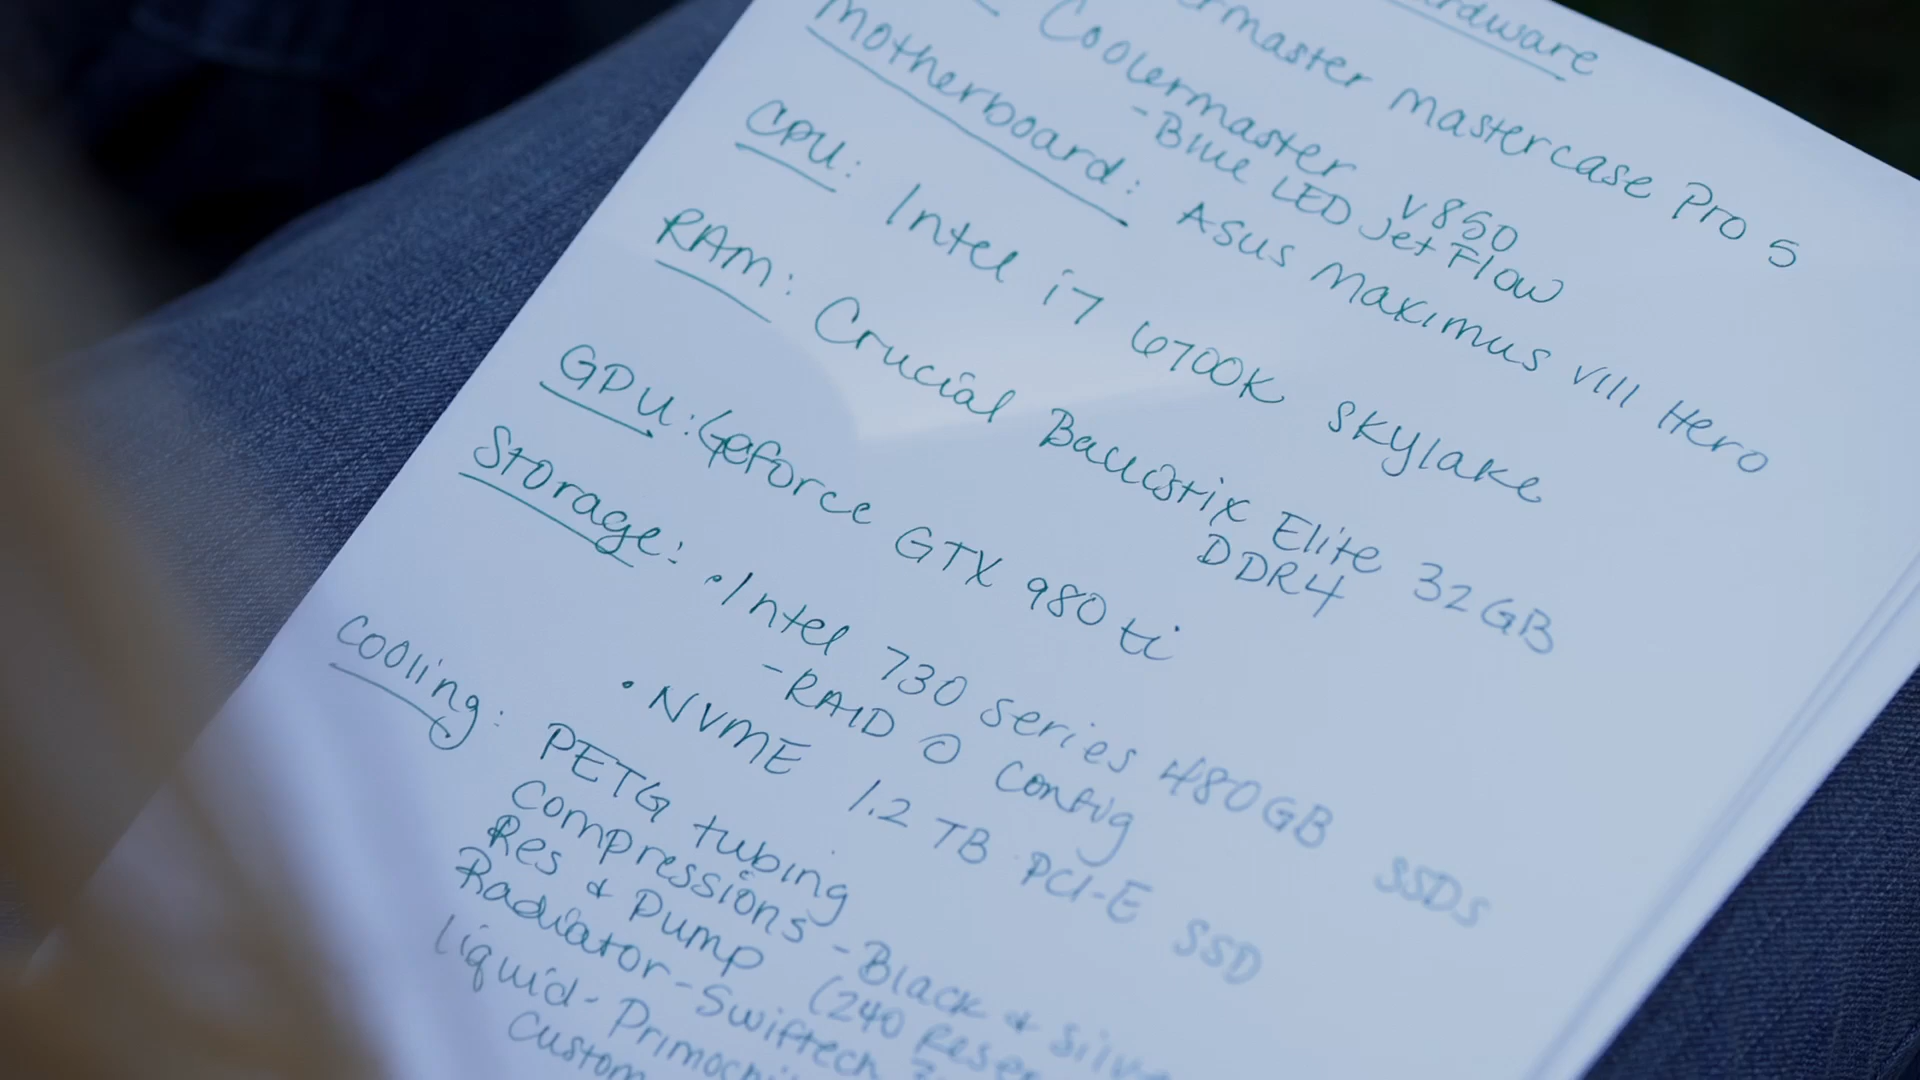 Mastercase Pro 5
Coolermaster V850
- Blue LED Jet Flow
Motherboard: Asus Maximus VIII Hero
CPU: Intel i7 6700K Skylake
RAM: Crucial Ballistix Elite 32GB
DDR4
GPU: Geforce GTX 980 ti
Storage: • Intel 730 series 480GB SSDs
- RAID 0 Config
• NVME 1.2 TB PCI-E SSD
Cooling: PETG tubing
Compressions - Black &
Res & Pump (240
Radiator - Swiftech
Liquid -
Custom